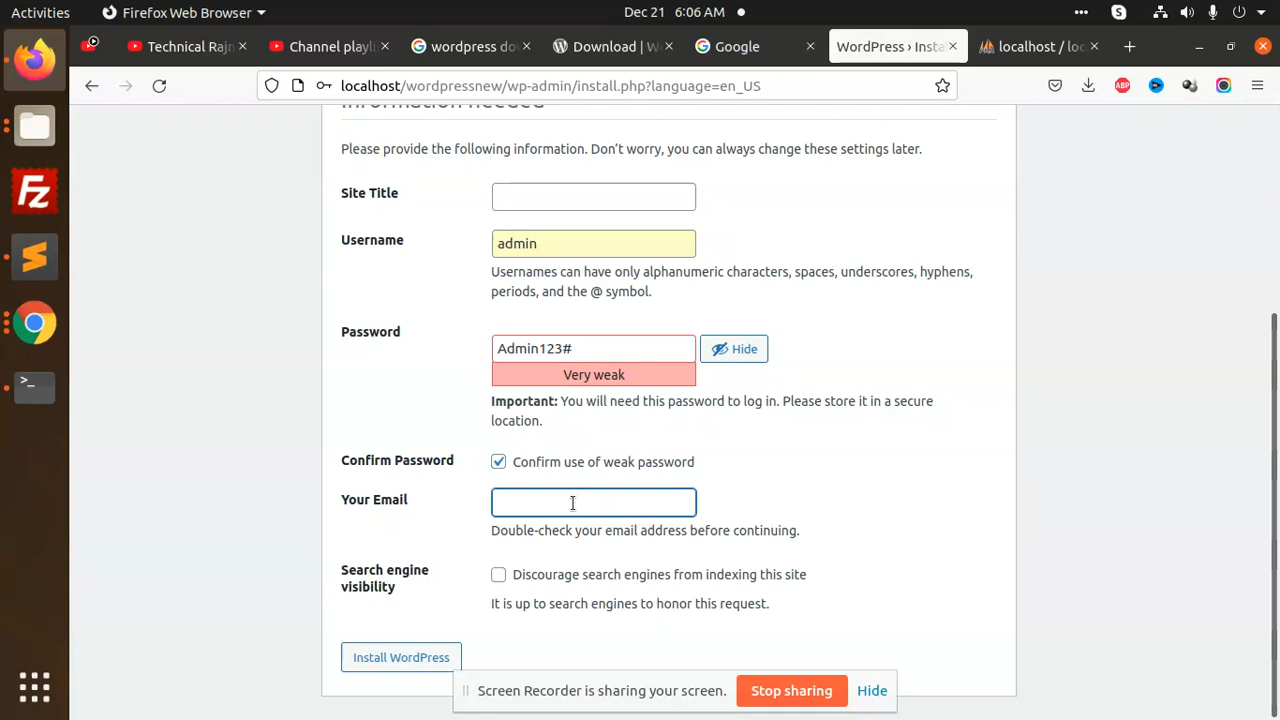 Activities
Firefox Web Browser
Dec 21 6:06 AM
Technical Rajn
Channel playli
wordpress do
Download | W
Google
WordPress › Insta
localhost / loc
localhost/wordpressnew/wp-admin/install.php?language=en_US
ABP
Information needed
Please provide the following information. Don’t worry, you can always change these settings later.
Site Title
Username
admin
Usernames can have only alphanumeric characters, spaces, underscores, hyphens,
periods, and the @ symbol.
Password
Admin123#
Hide
Very weak
Important: You will need this password to log in. Please store it in a secure
location.
Confirm Password
Confirm use of weak password
Your Email
Double-check your email address before continuing.
Search engine
visibility
Discourage search engines from indexing this site
It is up to search engines to honor this request.
Install WordPress
Screen Recorder is sharing your screen.
Stop sharing
Hide